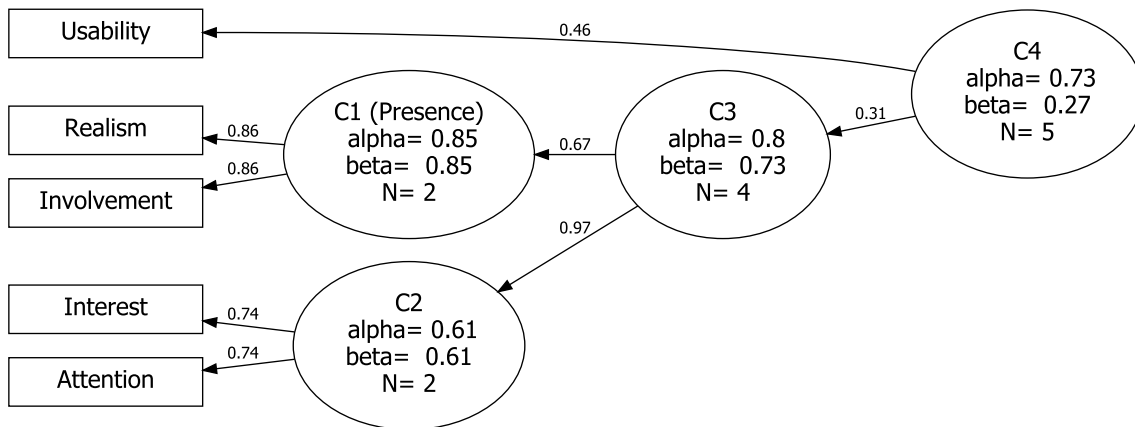 Usability
0.46
C4
alpha= 0.73
beta= 0.27
N= 5
Realism
0.86
C1 (Presence)
alpha= 0.85
beta= 0.85
N= 2
0.67
C3
alpha= 0.8
beta= 0.73
N= 4
0.31
Involvement
0.86
0.97
Interest
0.74
C2
alpha= 0.61
beta= 0.61
N= 2
Attention
0.74